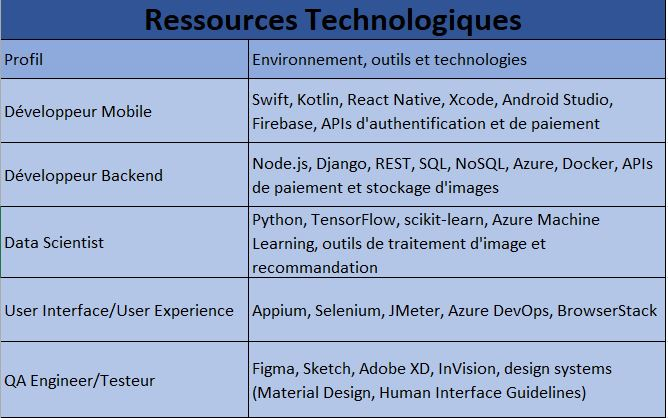 Ressources Technologiques
Profil
Environnement, outils et technologies
Développeur Mobile
Swift, Kotlin, React Native, Xcode, Android Studio,
Firebase, APIs d'authentification et de paiement
Développeur Backend
Node.js, Django, REST, SQL, NoSQL, Azure, Docker, APIs
de paiement et stockage d'images
Data Scientist
Python, TensorFlow, scikit-learn, Azure Machine
Learning, outils de traitement d'image et
recommandation
User Interface/User Experience
Appium, Selenium, JMeter, Azure DevOps, BrowserStack
QA Engineer/Testeur
Figma, Sketch, Adobe XD, InVision, design systems
(Material Design, Human Interface Guidelines)